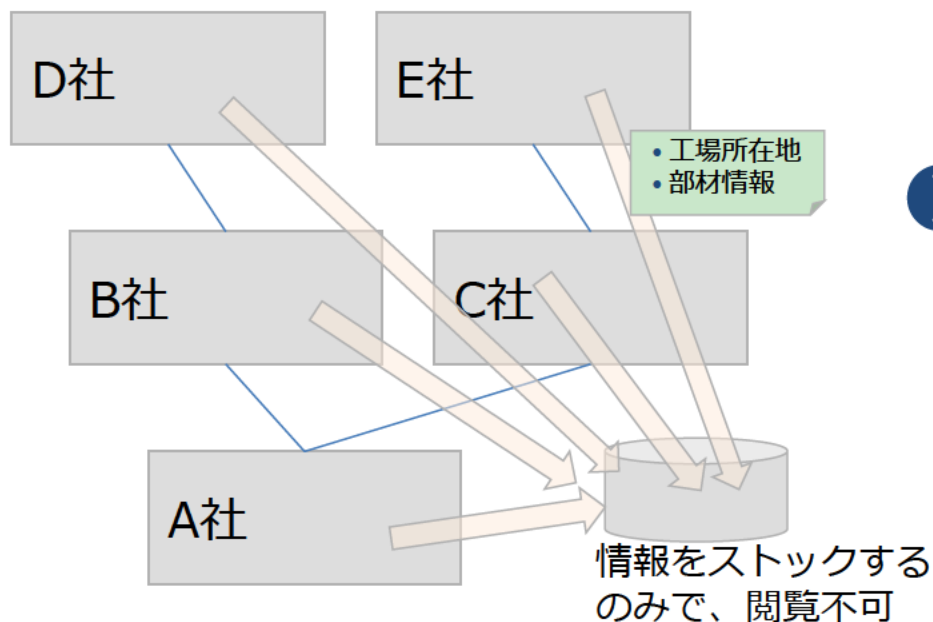 D社
E社
• 工場所在地
• 部材情報
B社
C社
A社
情報をストックする
のみで、閲覧不可